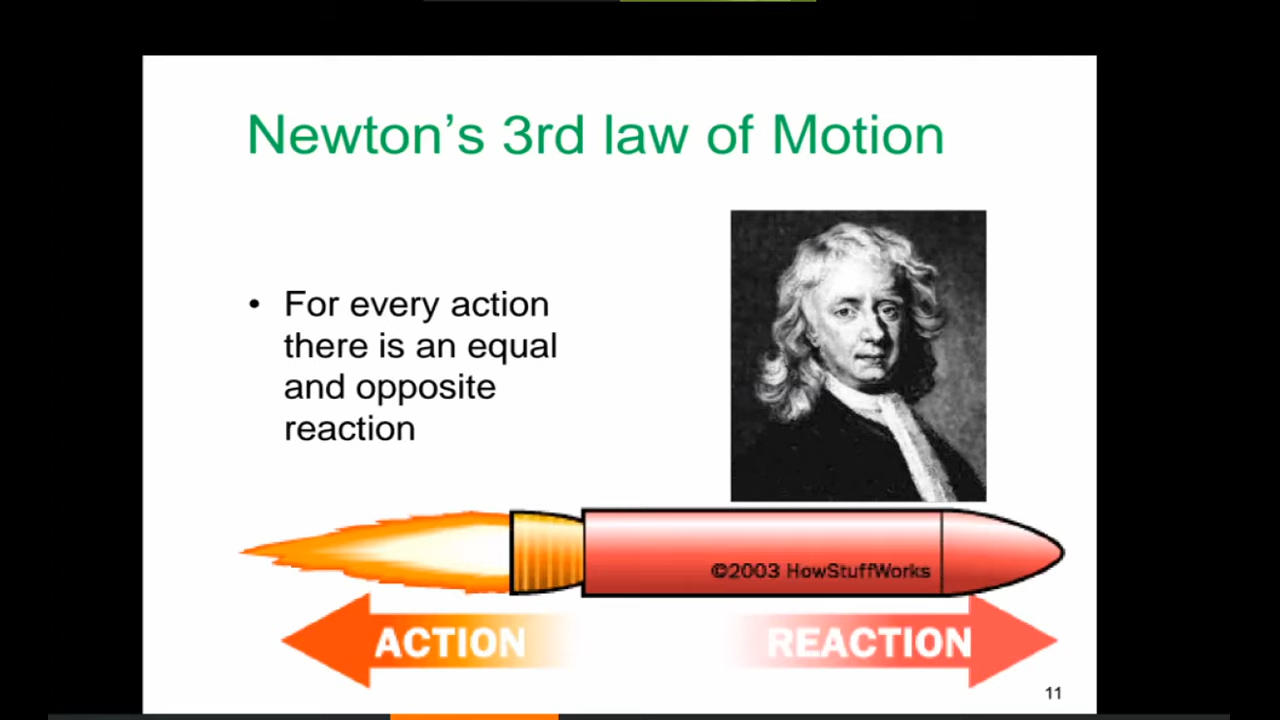 Newton’s 3rd law of Motion
• For every action
there is an equal
and opposite
reaction
©2003 HowStuffWorks
ACTION
REACTION
11